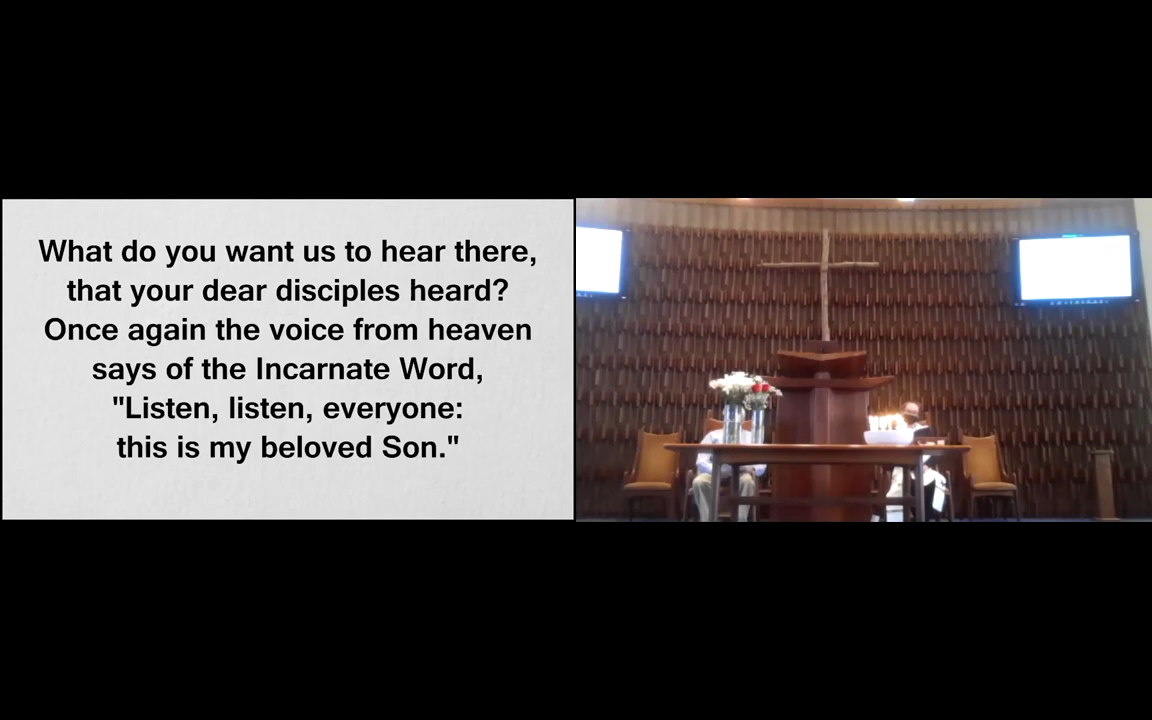 What do you want us to hear there,
that your dear disciples heard?
Once again the voice from heaven
says of the Incarnate Word,
"Listen, listen, everyone:
this is my beloved Son."